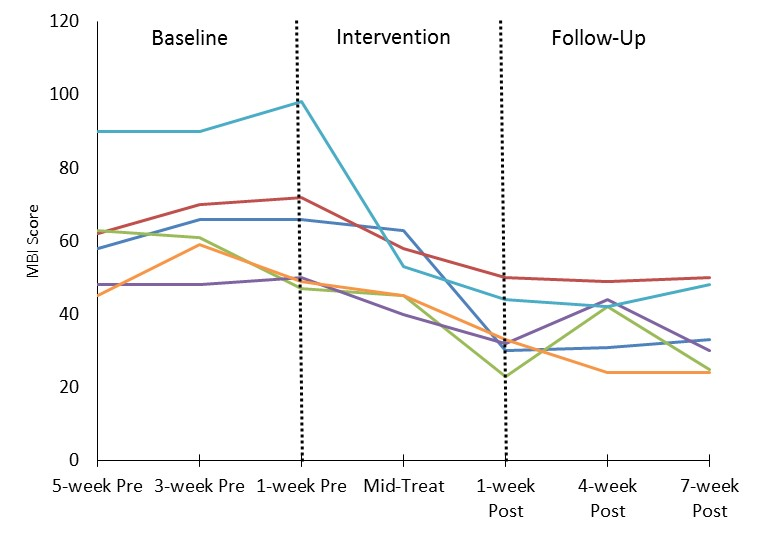 120
Baseline
Intervention
Follow-Up
100
80
60
MBI Score
40
20
0
5-week Pre
3-week Pre
1-week Pre
Mid-Treat
1-week
Post
4-week
Post
7-week
Post